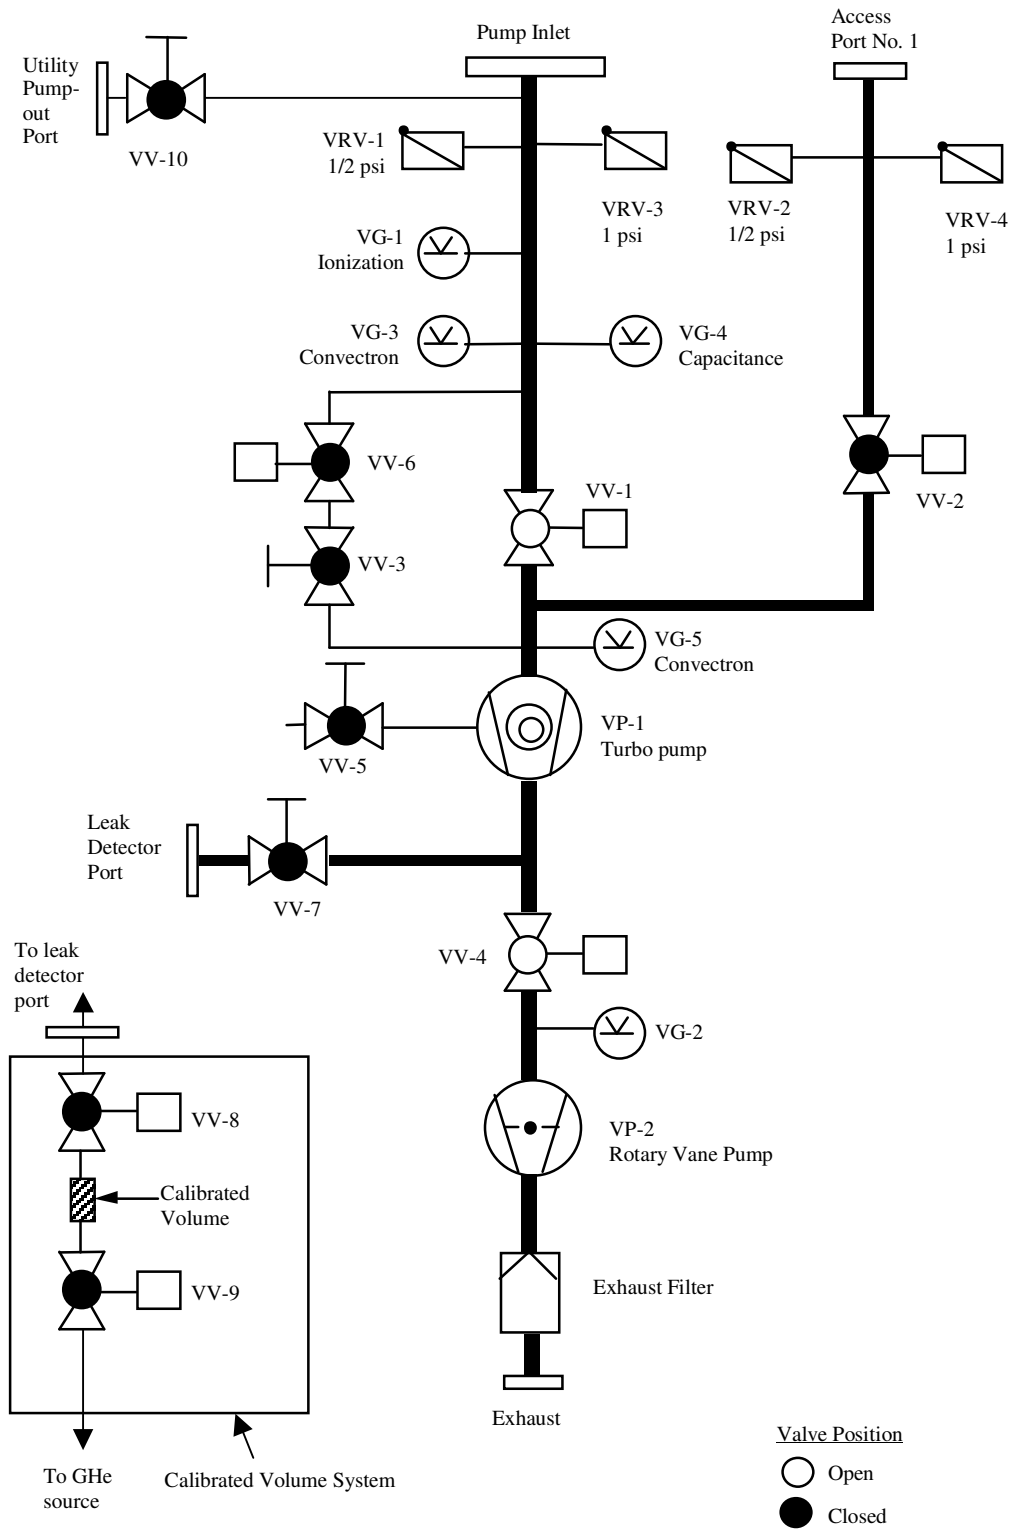 Pump Inlet
Access
Port No. 1
Utility
Pump-
out
Port
VV-10
VRV-1
1/2 psi
VRV-3
1 psi
VRV-2
1/2 psi
VRV-4
1 psi
VG-1
Ionization
VG-3
Convectron
VG-4
Capacitance
VV-6
VV-1
VV-2
VV-3
VG-5
Convectron
VV-5
VP-1
Turbo pump
Leak
Detector
Port
VV-7
To leak
detector
port
VV-4
VG-2
VV-8
VP-2
Rotary Vane Pump
Calibrated
Volume
VV-9
Exhaust Filter
Exhaust
To GHe
source
Calibrated Volume System
Valve Position
Open
Closed